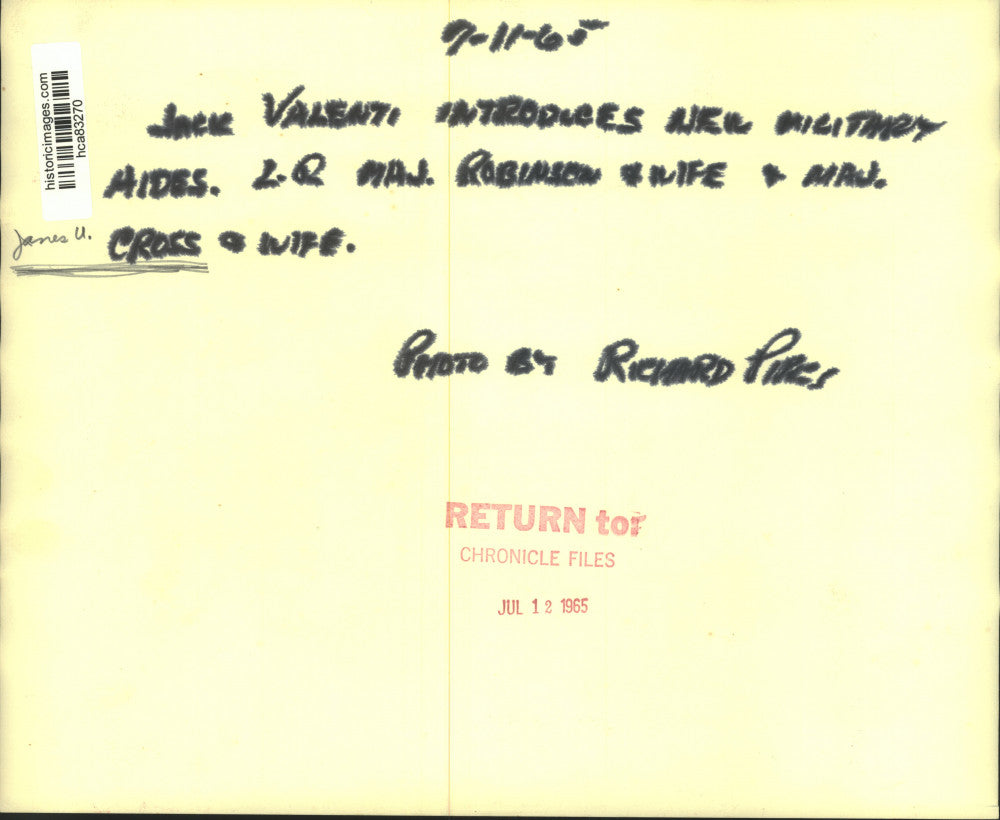 7-11-65
JACK VALENTI INTRODUCES NEW MILITARY
AIDES. L-R MAJ. ROBINSON & WIFE & MAJ.
James U. CROSS & WIFE.
PHOTO BY RICHARD PIPES
RETURN to:
CHRONICLE FILES
JUL 12 1965
historicimages.com
hca83270